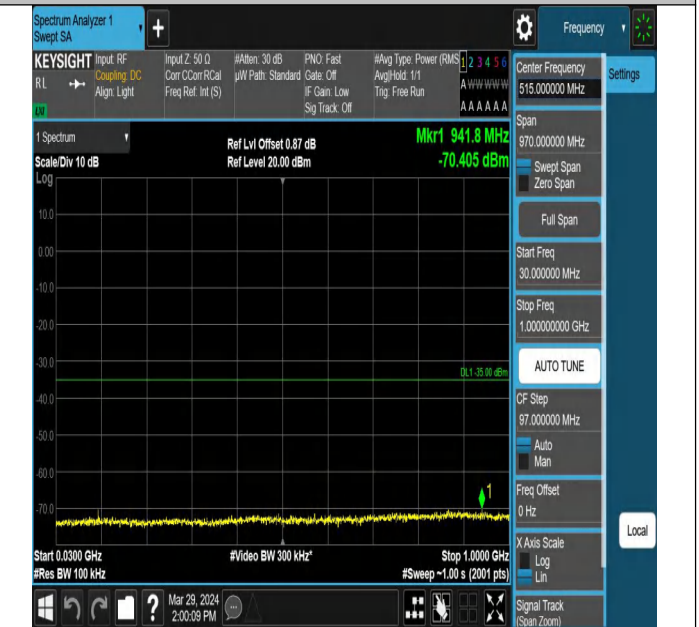 Spectrum Analyzer 1
Swept SA
+
Frequency
KEYSIGHT
RL
Input: RF
Coupling: DC
Align: Light
Input Z: 50 Ω
Corr CCorr RCal
Freq Ref: Int (S)
#Atten: 30 dB
µW Path: Standard
PNO: Fast
Gate: Off
IF Gain: Low
Sig Track: Off
#Avg Type: Power (RMS
Avg|Hold: 1/1
Trig: Free Run
1 2 3 4 5 6
A W W W W W
A A A A A A
1 Spectrum
Scale/Div 10 dB
Log
Ref Lvl Offset 0.87 dB
Ref Level 20.00 dBm
Mkr1 941.8 MHz
-70.405 dBm
10.0
0.00
-10.0
-20.0
-30.0
DL1 -35.00 dBm
-40.0
-50.0
-60.0
1
-70.0
Start 0.0300 GHz
#Video BW 300 kHz*
Stop 1.0000 GHz
#Res BW 100 kHz
#Sweep ~1.00 s (2001 pts)
?
Mar 29, 2024
2:00:09 PM
Center Frequency
515.000000 MHz
Settings
Span
970.000000 MHz
Swept Span
Zero Span
Full Span
Start Freq
30.000000 MHz
Stop Freq
1.000000000 GHz
AUTO TUNE
CF Step
97.000000 MHz
Auto
Man
Freq Offset
0 Hz
Local
X Axis Scale
Log
Lin
Signal Track
(Span Zoom)